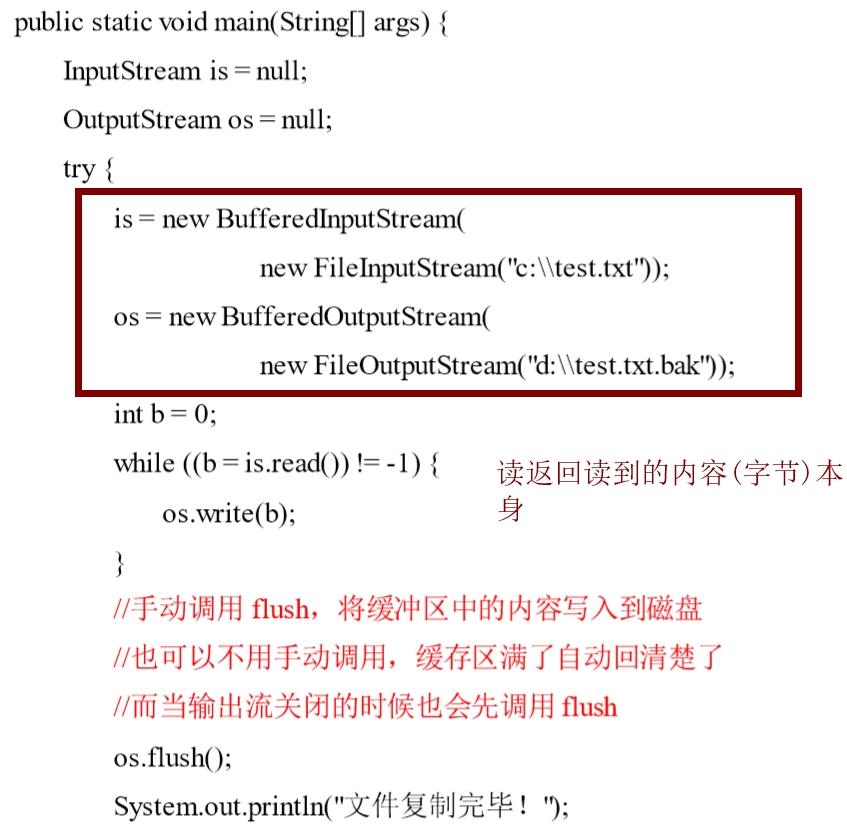 public static void main(String[] args) {
InputStream is = null;
OutputStream os = null;
try {
is = new BufferedInputStream(
new FileInputStream("c:\\test.txt"));
os = new BufferedOutputStream(
new FileOutputStream("d:\\test.txt.bak"));
int b = 0;
while ((b = is.read()) != -1) {
读返回读到的内容(字节)本
身
os.write(b);
}
//手动调用 flush，将缓冲区中的内容写入到磁盘
//也可以不用手动调用，缓存区满了自动回清楚了
//而当输出流关闭的时候也会先调用 flush
os.flush();
System.out.println("文件复制完毕！");